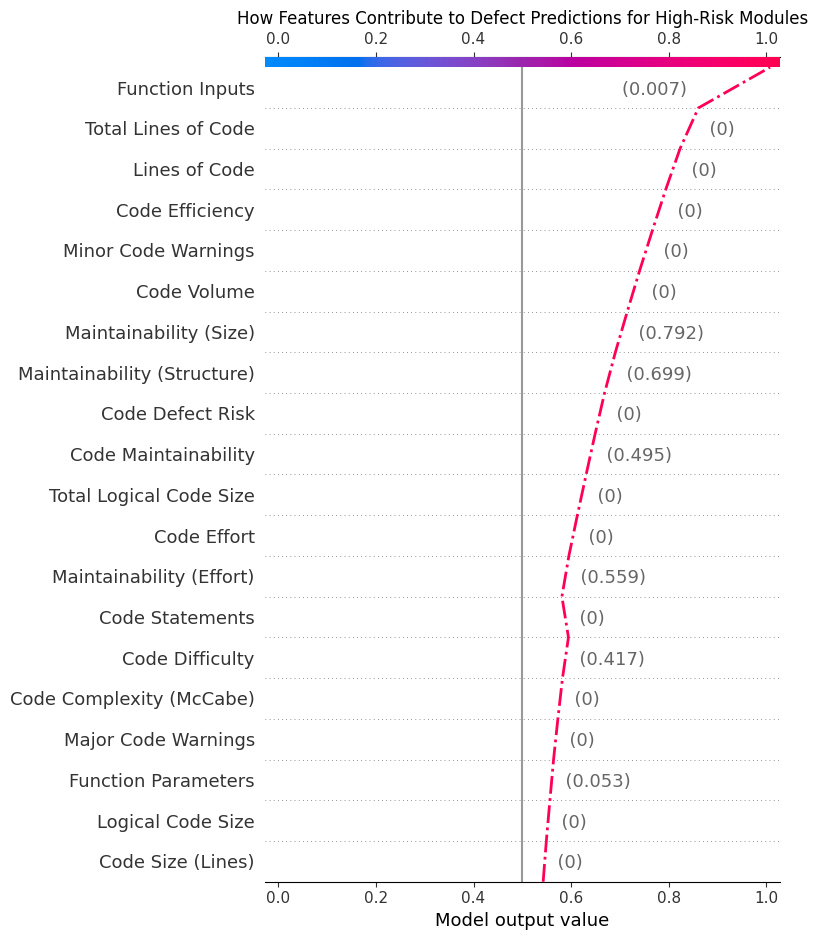 How Features Contribute to Defect Predictions for High-Risk Modules
0.0 0.2 0.4 0.6 0.8 1.0
Function Inputs (0.007)
Total Lines of Code (0)
Lines of Code (0)
Code Efficiency (0)
Minor Code Warnings (0)
Code Volume (0)
Maintainability (Size) (0.792)
Maintainability (Structure) (0.699)
Code Defect Risk (0)
Code Maintainability (0.495)
Total Logical Code Size (0)
Code Effort (0)
Maintainability (Effort) (0.559)
Code Statements (0)
Code Difficulty (0.417)
Code Complexity (McCabe) (0)
Major Code Warnings (0)
Function Parameters (0.053)
Logical Code Size (0)
Code Size (Lines) (0)
0.0 0.2 0.4 0.6 0.8 1.0
Model output value